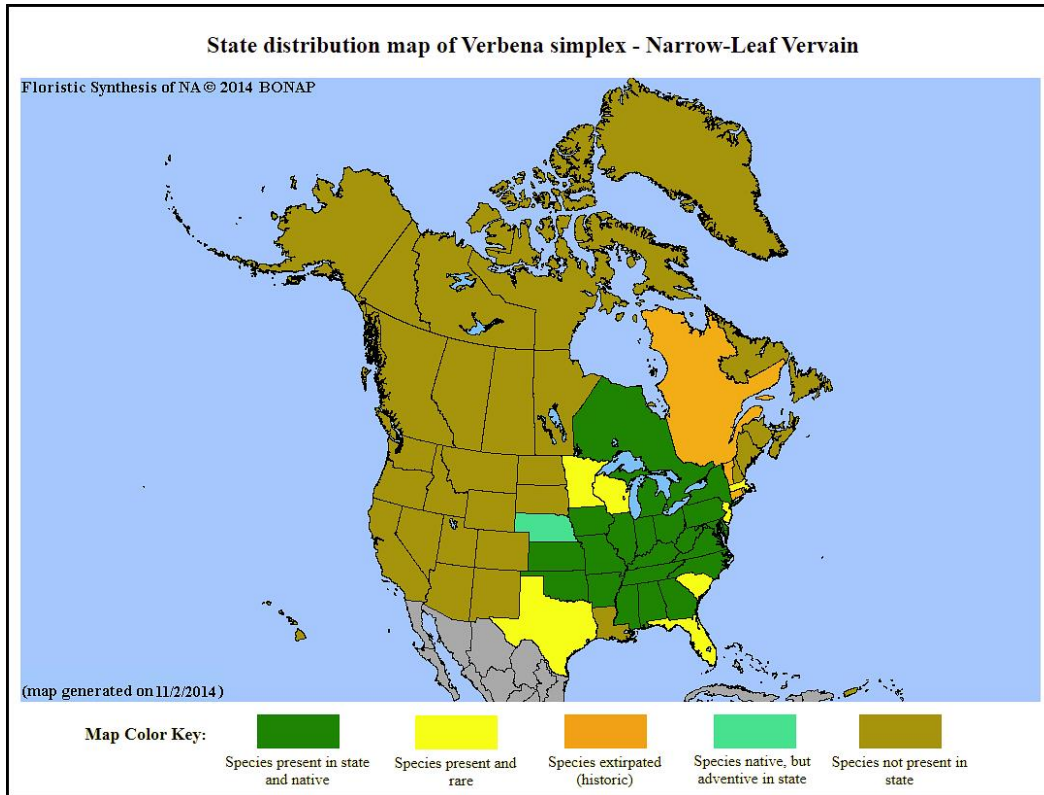 State distribution map of Verbena simplex - Narrow-Leaf Vervain
Floristic Synthesis of NA © 2014 BONAP
(map generated on 11/2/2014)
Map Color Key:
Species present in state
and native
Species present and
rare
Species extirpated
(historic)
Species native, but
adventive in state
Species not present in
state